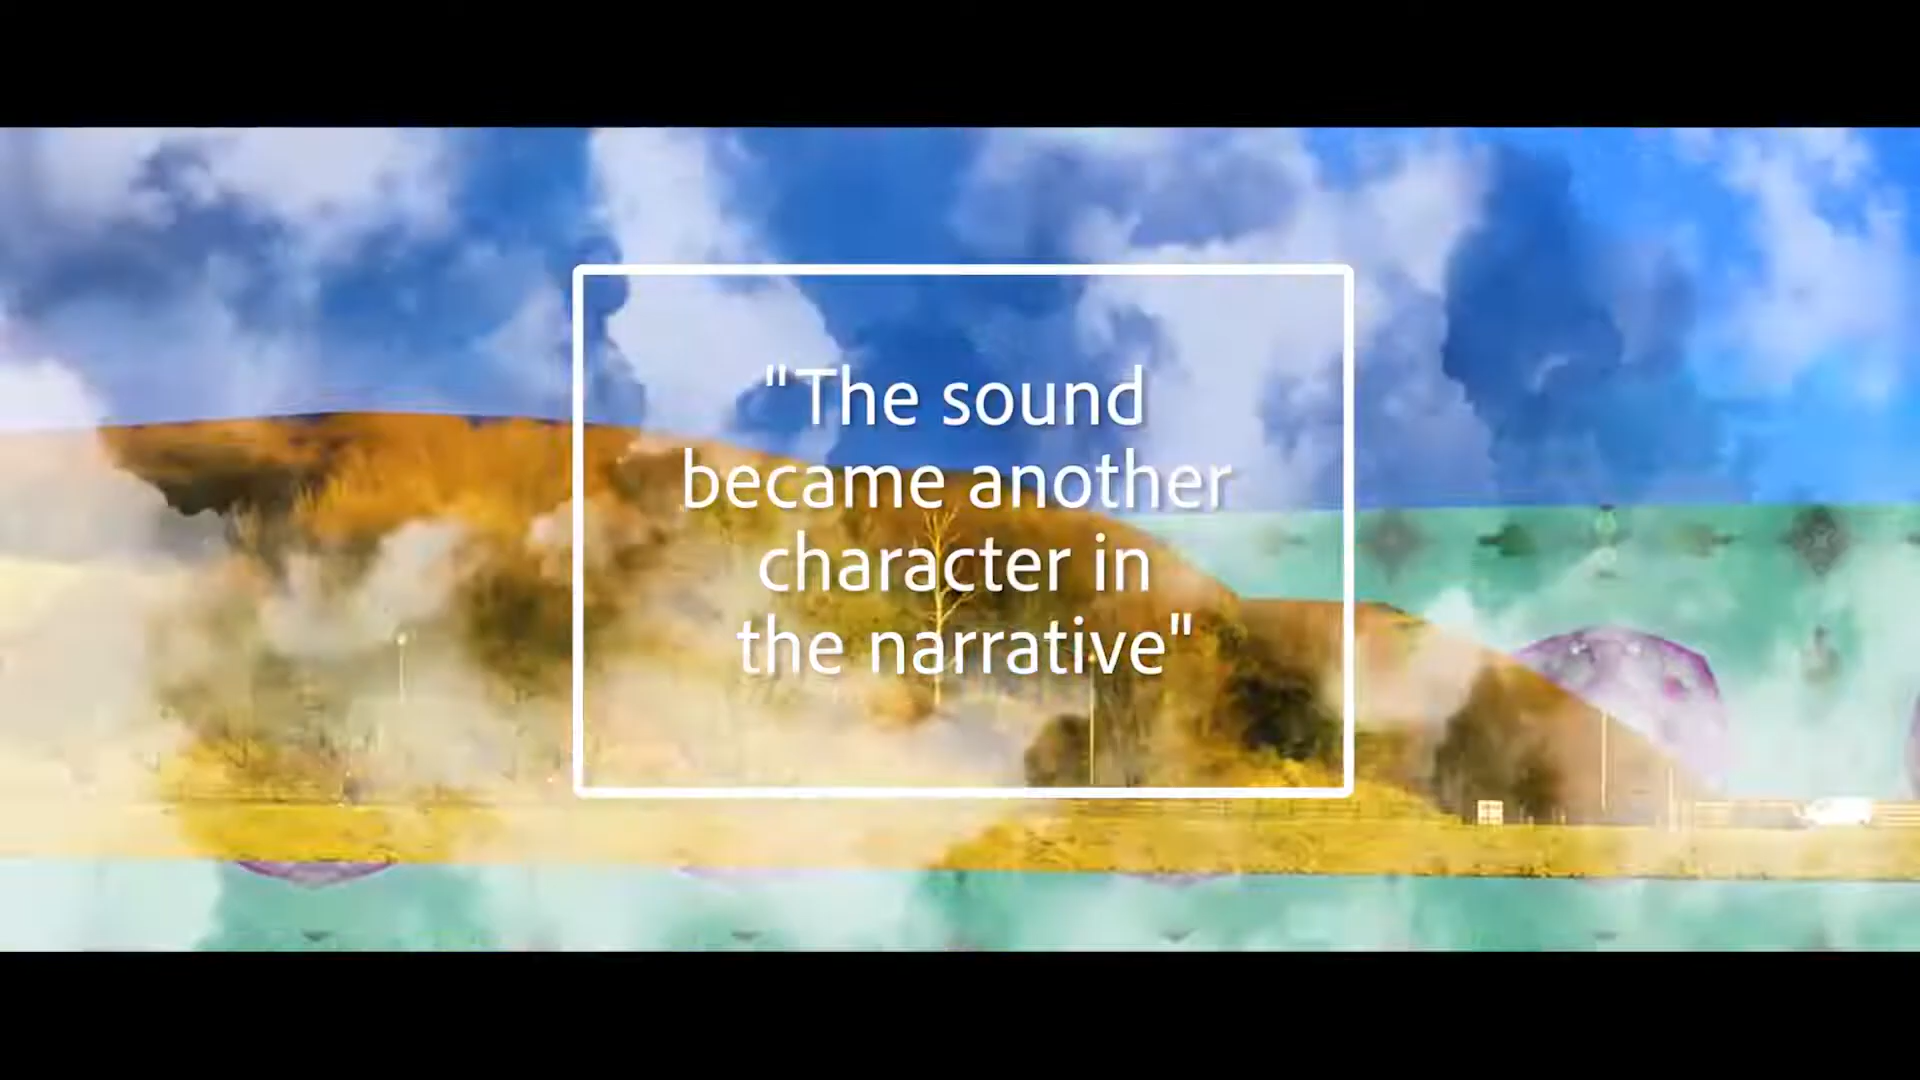 "The sound
became another
character in
the narrative"